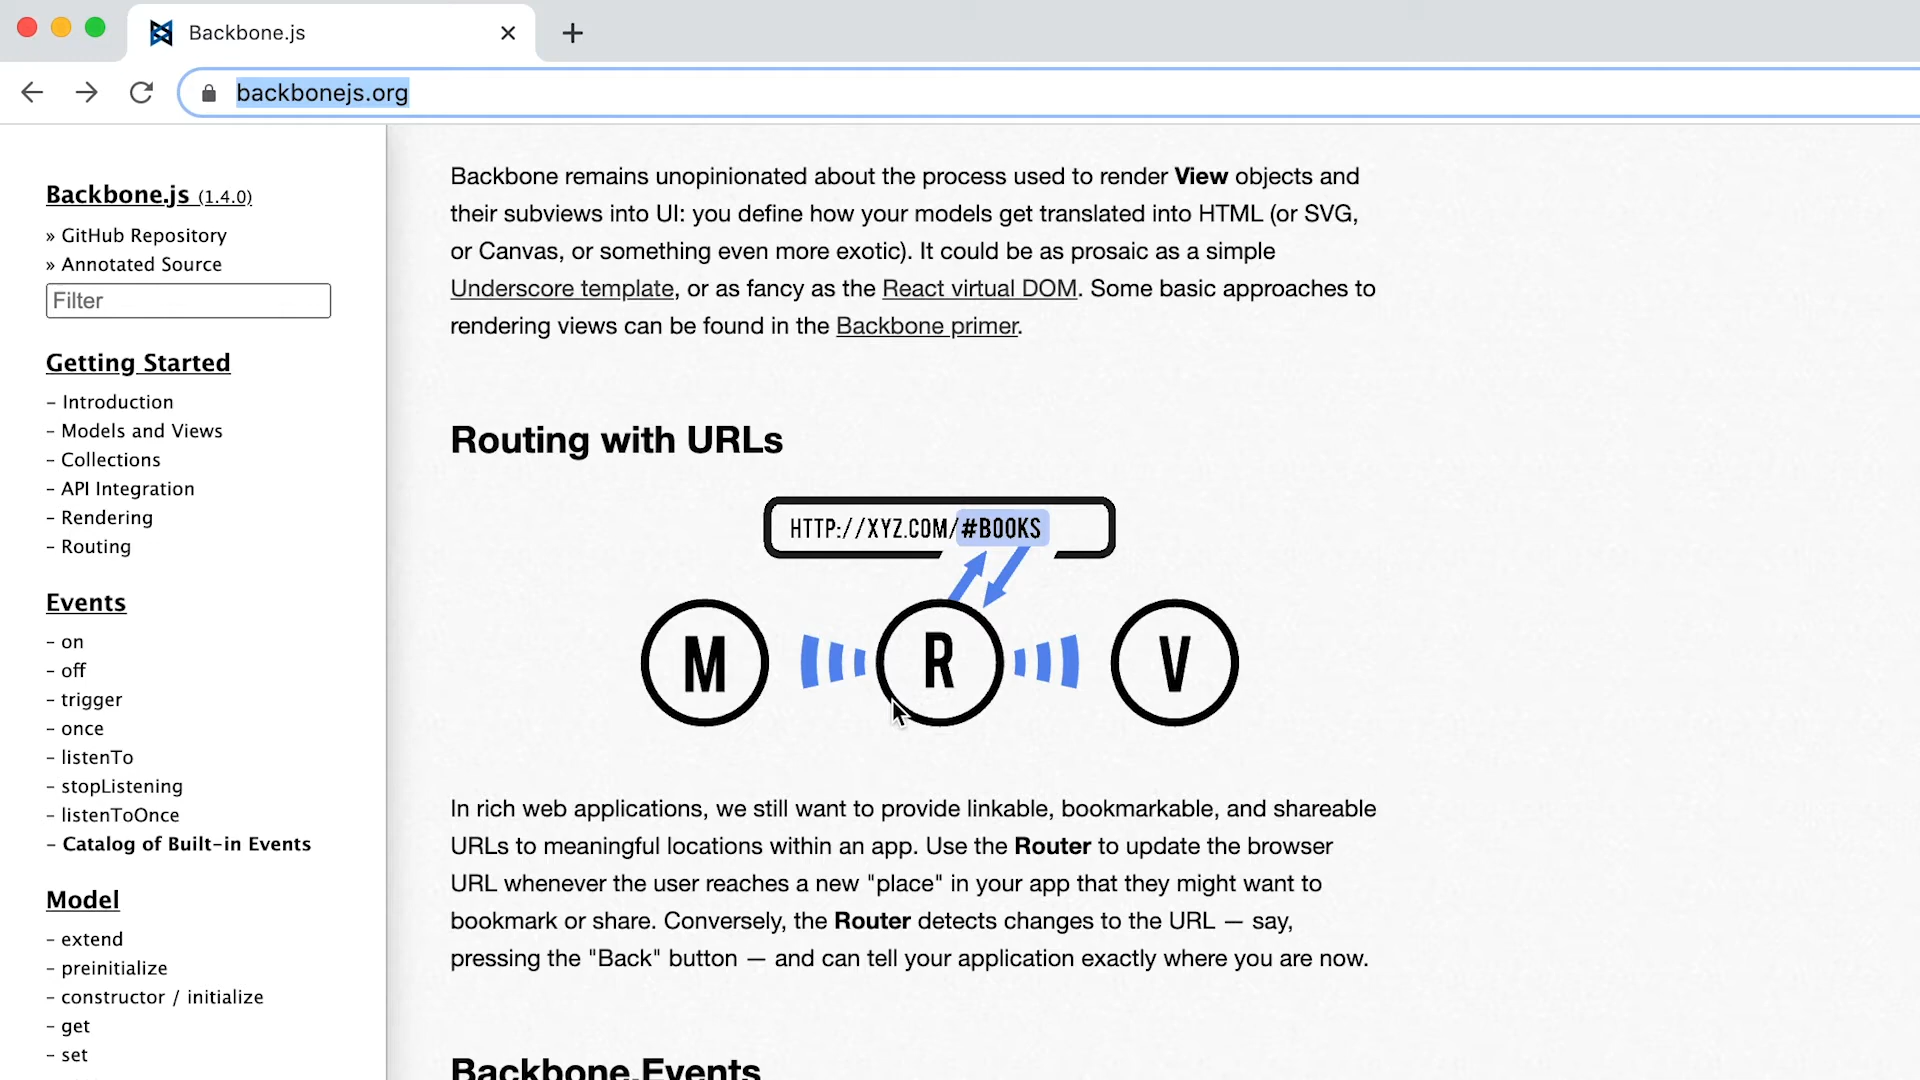 Backbone.js
backbonejs.org
Backbone.js (1.4.0)
» GitHub Repository
» Annotated Source
Filter
Getting Started
– Introduction
– Models and Views
– Collections
– API Integration
– Rendering
– Routing
Events
– on
– off
– trigger
– once
– listenTo
– stopListening
– listenToOnce
– Catalog of Built-in Events
Model
– extend
– preinitialize
– constructor / initialize
– get
– set
Backbone remains unopinionated about the process used to render View objects and
their subviews into UI: you define how your models get translated into HTML (or SVG,
or Canvas, or something even more exotic). It could be as prosaic as a simple
Underscore template, or as fancy as the React virtual DOM. Some basic approaches to
rendering views can be found in the Backbone primer.
Routing with URLs
HTTP://XYZ.COM/#BOOKS
M R V
In rich web applications, we still want to provide linkable, bookmarkable, and shareable
URLs to meaningful locations within an app. Use the Router to update the browser
URL whenever the user reaches a new "place" in your app that they might want to
bookmark or share. Conversely, the Router detects changes to the URL — say,
pressing the "Back" button — and can tell your application exactly where you are now.
Backbone.Events